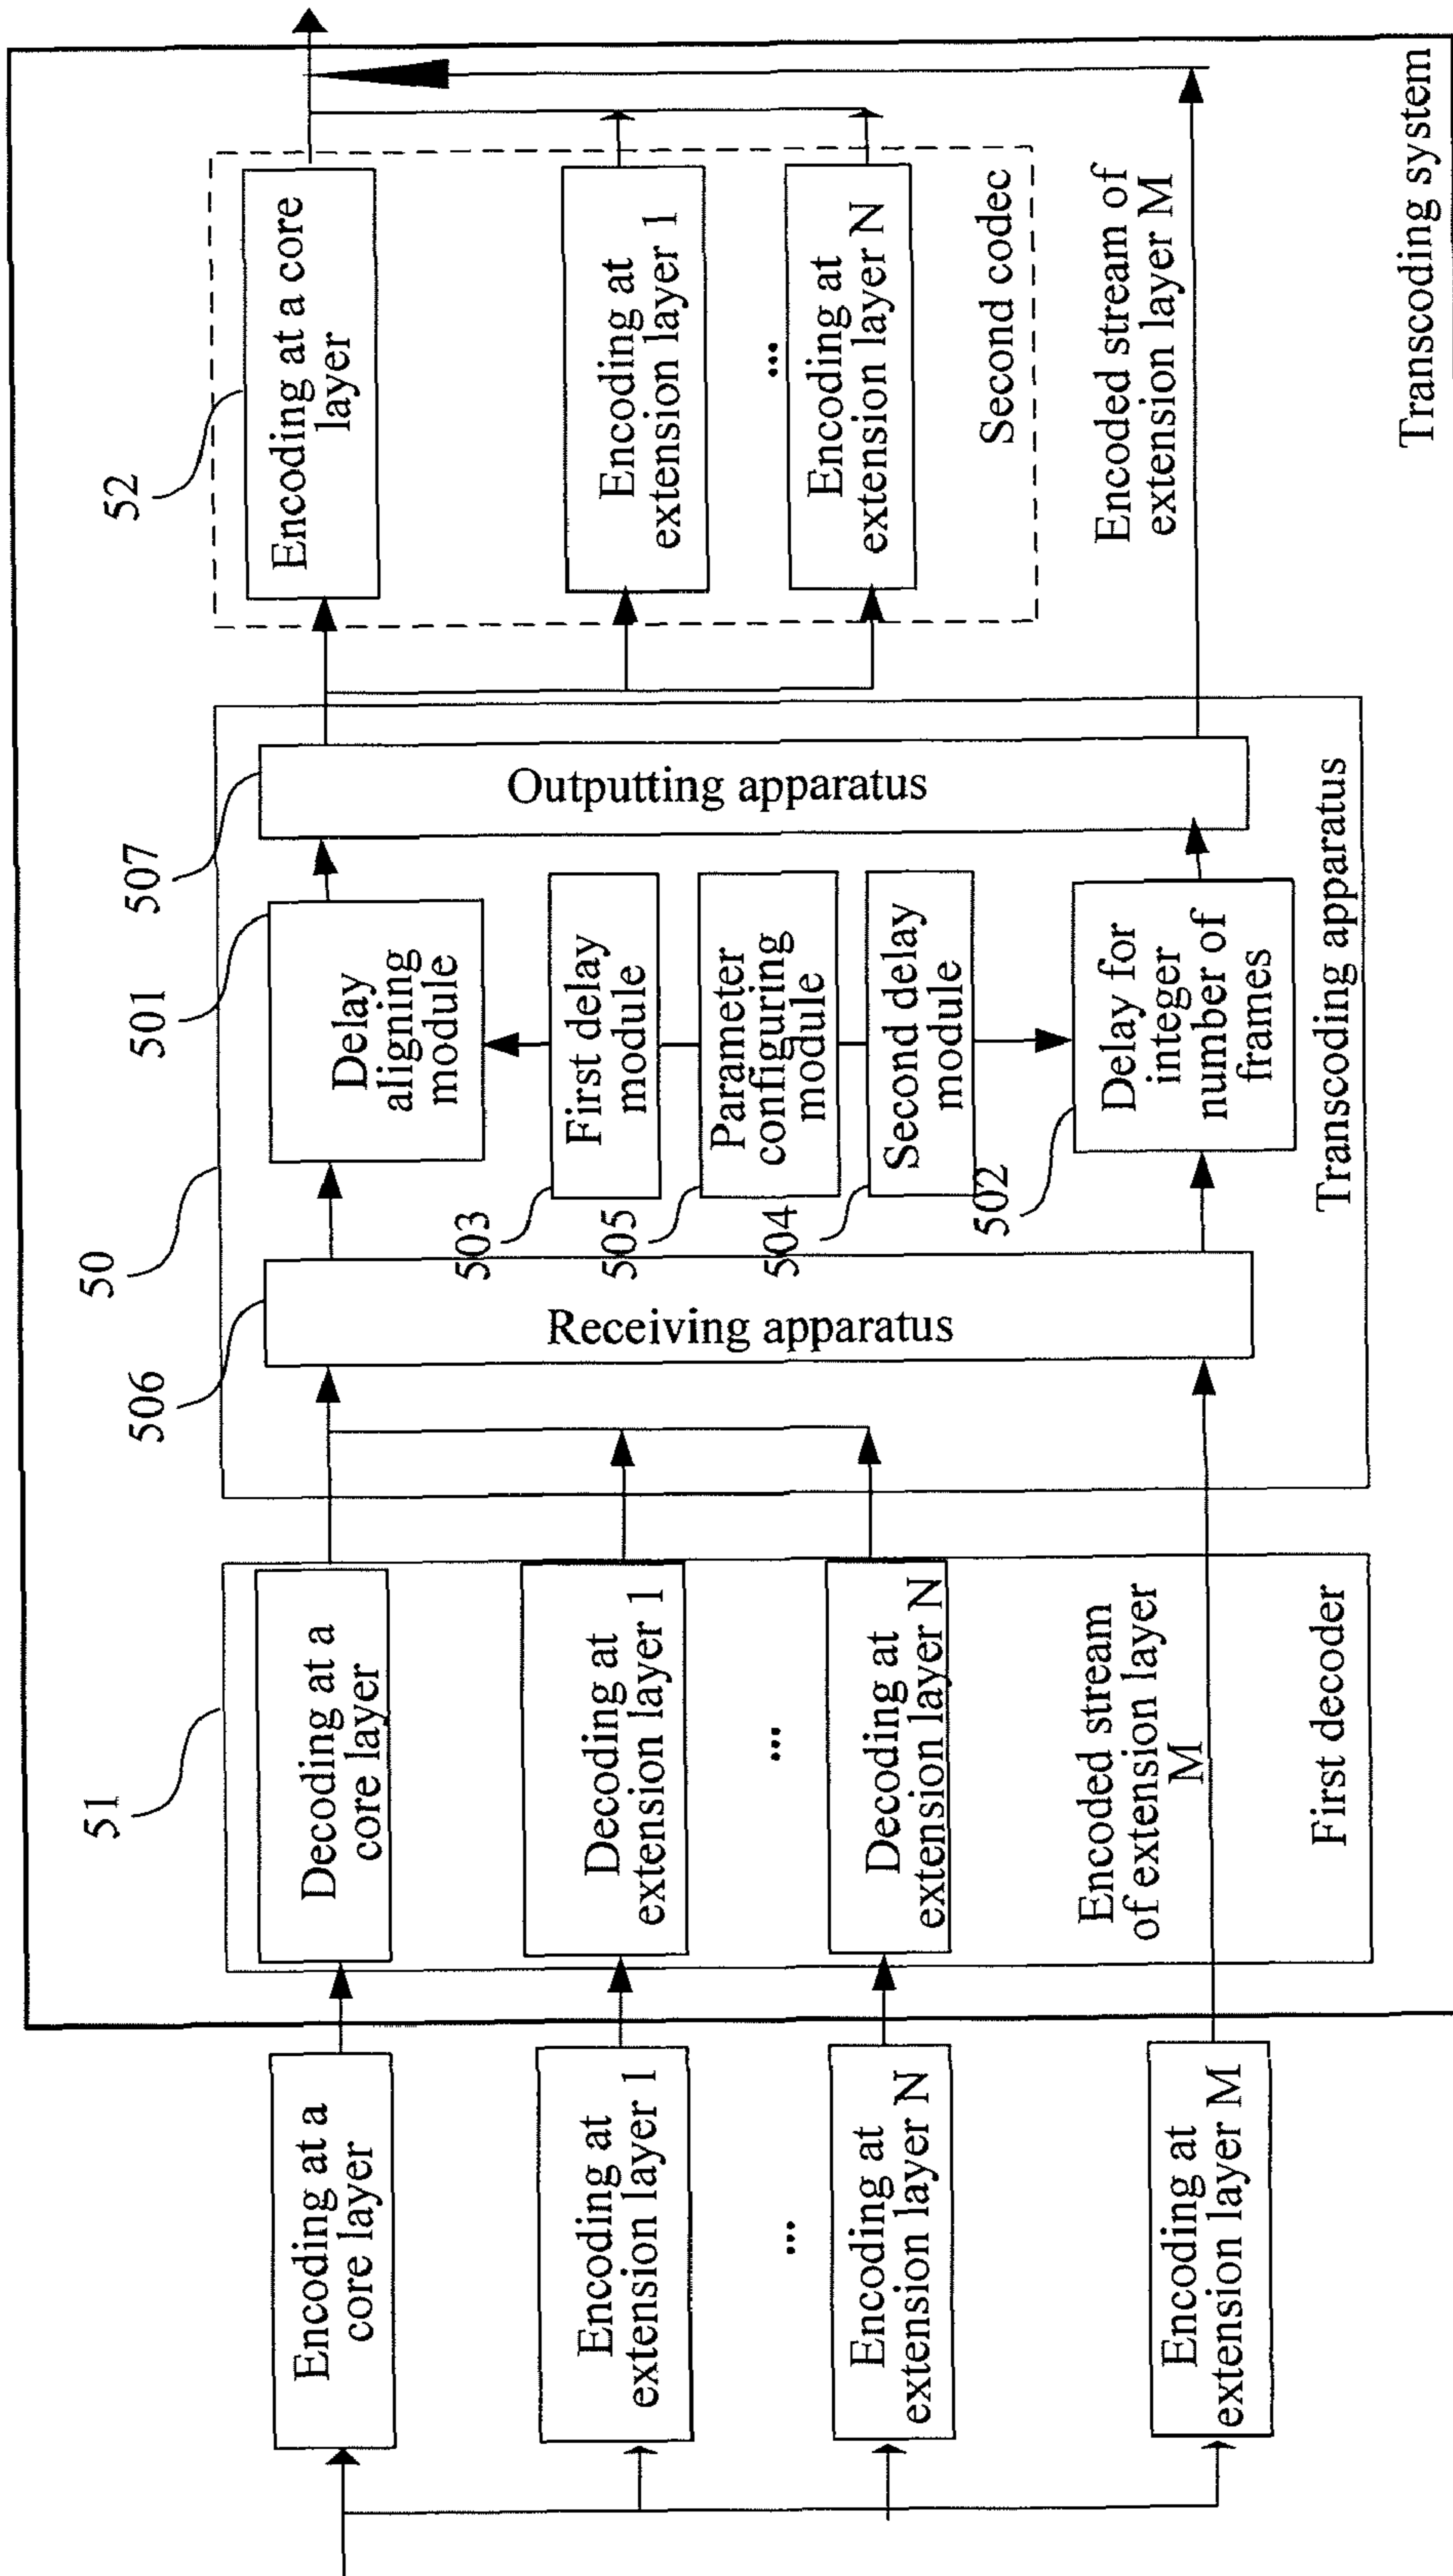 Encoding at a
core layer
Encoding at
extension layer 1
...
Encoding at
extension layer N
Encoding at
extension layer M
51
Decoding at a
core layer
Decoding at
extension layer 1
...
Decoding at
extension layer N
Encoded stream
of extension layer
M
First decoder
50
506
Receiving apparatus
501
Delay
aligning
module
503
First delay
module
505
Parameter
configuring
module
504
Second delay
module
502
Delay for
integer
number of
frames
507
Outputting apparatus
Transcoding apparatus
52
Encoding at a core
layer
Encoding at
extension layer 1
...
Encoding at
extension layer N
Second codec
Encoded stream of
extension layer M
Transcoding system